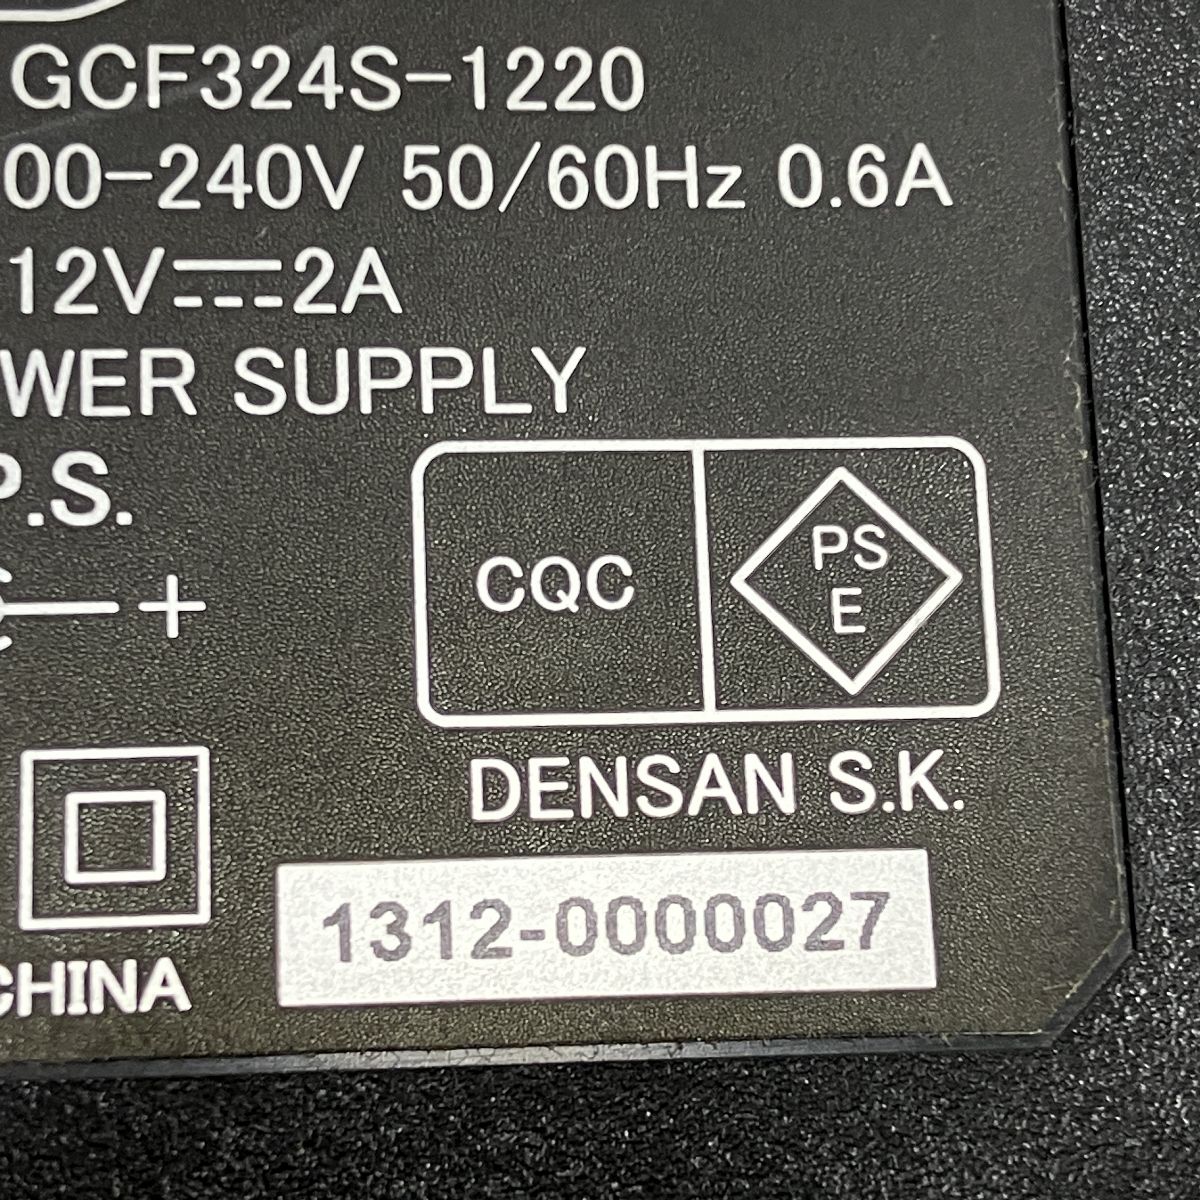 GCF324S-1220
00-240V 50/60Hz 0.6A
12V 2A
WER SUPPLY
P.S.
+
CQC
PS
E
DENSAN S.K.
1312-0000027
CHINA